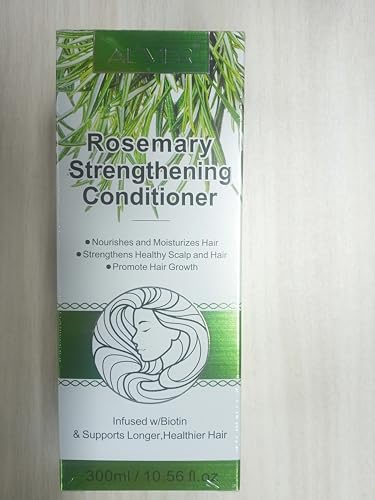 ALIVER
Rosemary
Strengthening
Conditioner
● Nourishes and Moisturizes Hair
● Strengthens Healthy Scalp and Hair
● Promote Hair Growth
Infused w/Biotin
& Supports Longer,Healthier Hair
300ml / 10.56 fl.oz